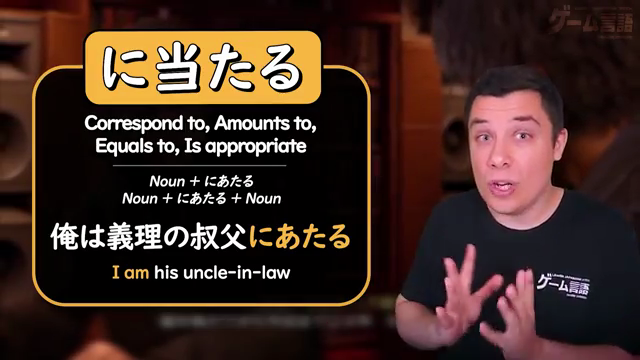 に当たる
Correspond to, Amounts to,
Equals to, Is appropriate
Noun + にあたる
Noun + にあたる + Noun
俺は義理の叔父にあたる
I am his uncle-in-law
ゲーム言語
ゲーム言語